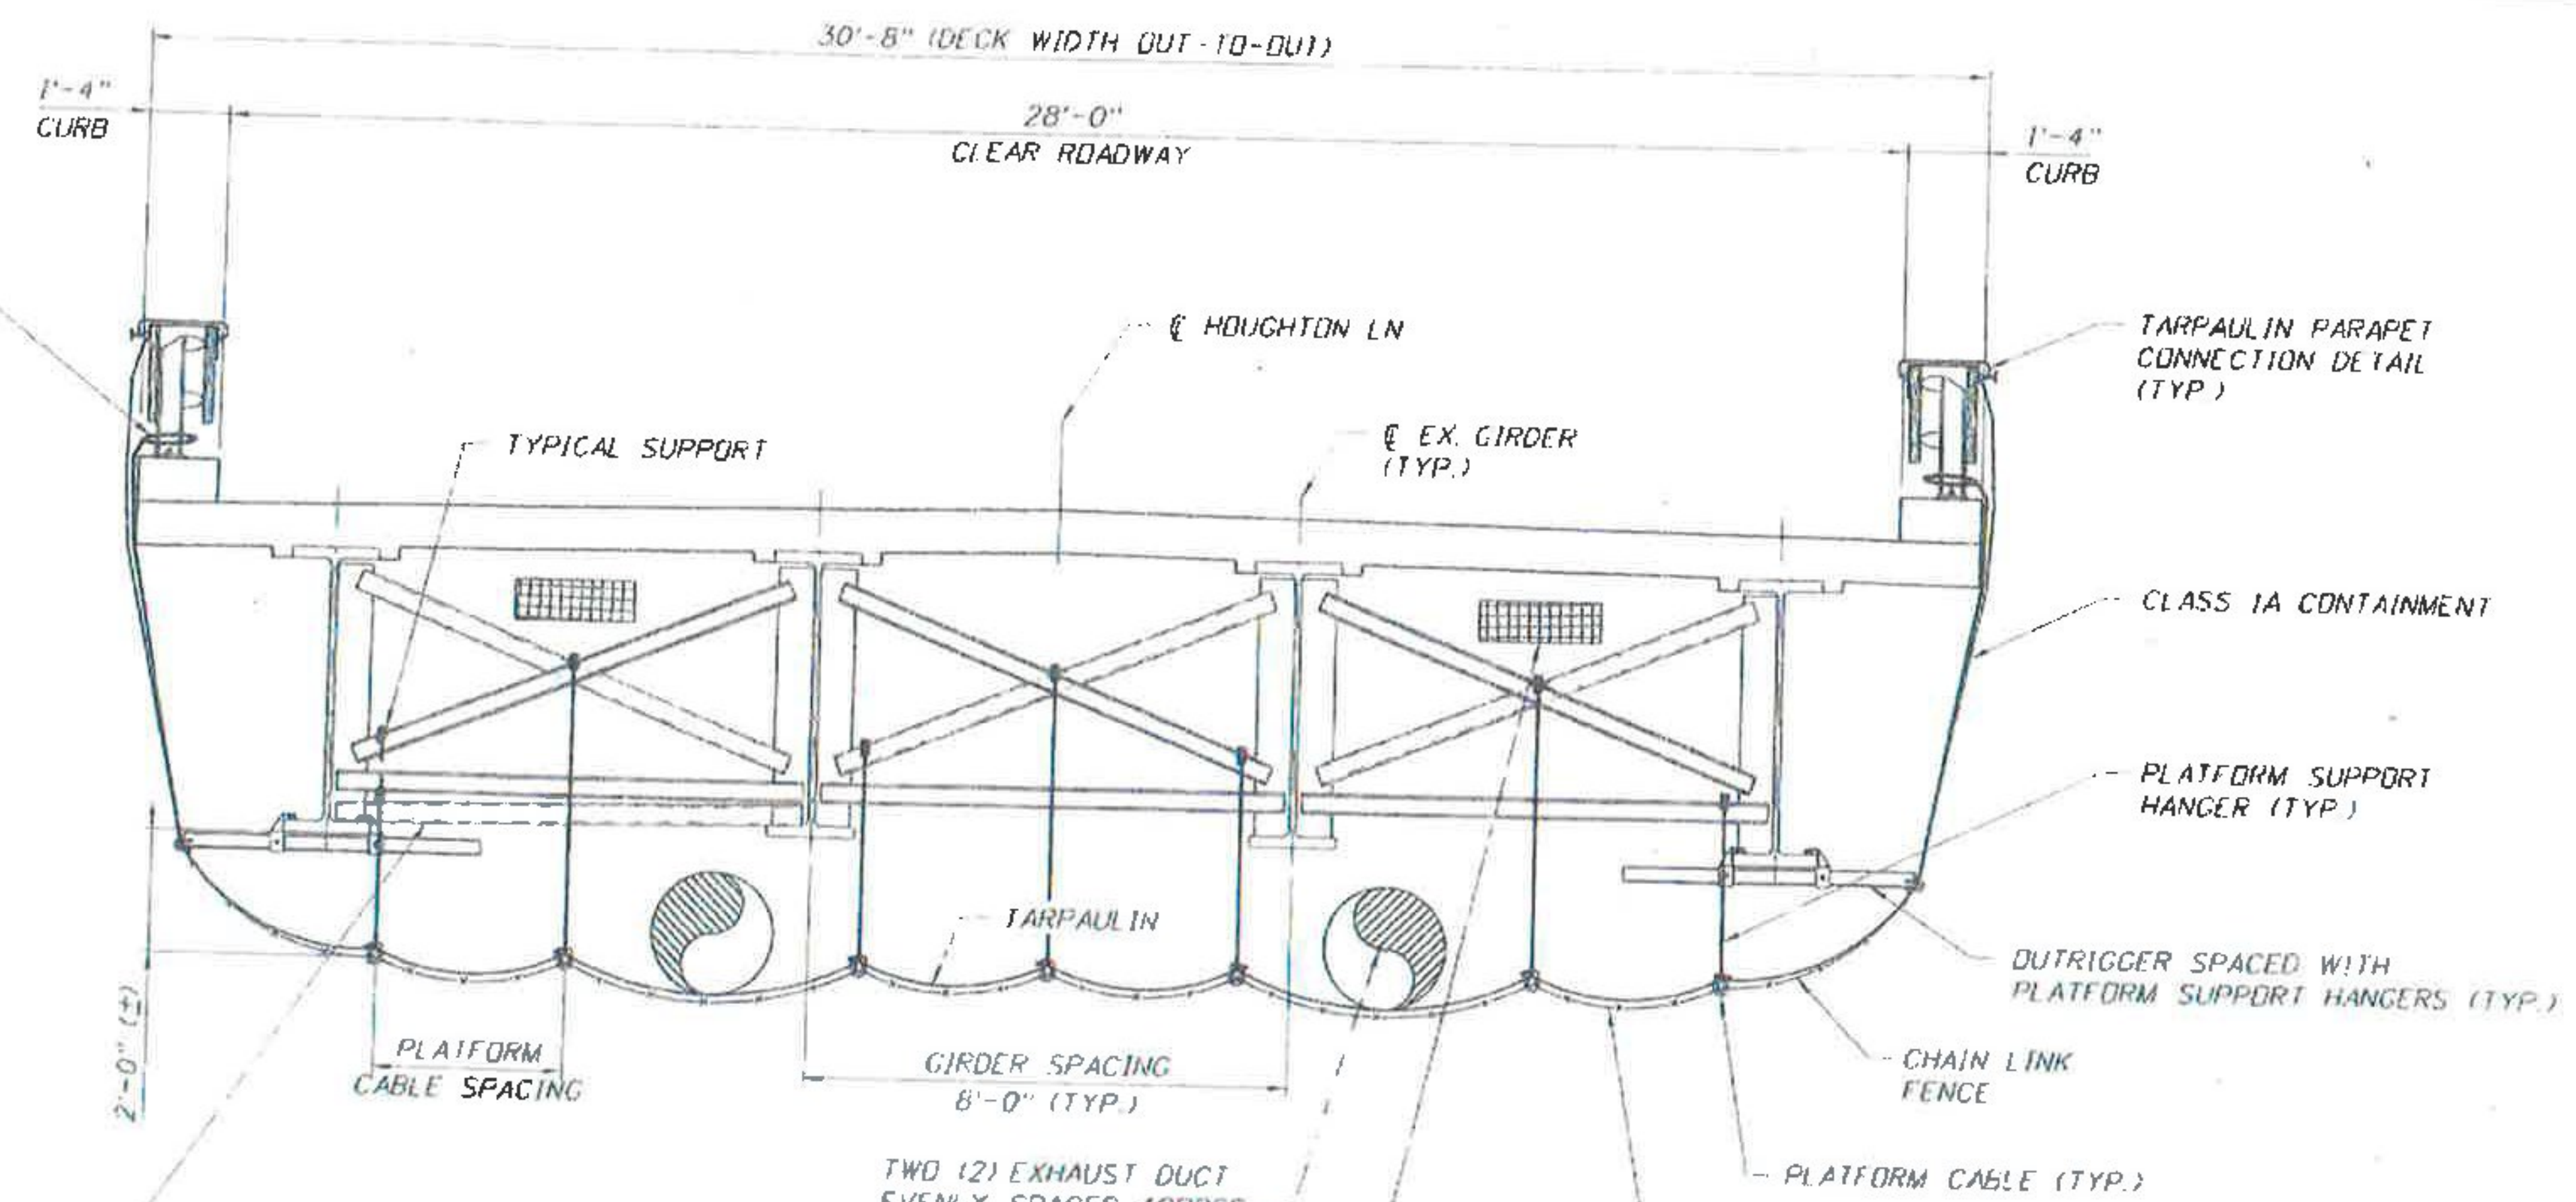 30'-8" (DECK WIDTH OUT-TO-OUT)
1'-4"
CURB
28'-0"
CLEAR ROADWAY
1'-4"
CURB
℄ HOUGHTON LN
TARPAULIN PARAPET
CONNECTION DETAIL
(TYP.)
TYPICAL SUPPORT
℄ EX. GIRDER
(TYP.)
CLASS 1A CONTAINMENT
PLATFORM SUPPORT
HANGER (TYP.)
TARPAULIN
OUTRIGGER SPACED WITH
PLATFORM SUPPORT HANGERS (TYP.)
2'-0" (±)
PLATFORM
CABLE SPACING
GIRDER SPACING
8'-0" (TYP.)
CHAIN LINK
FENCE
TWO (2) EXHAUST DUCT
EVENLY SPACED ACROSS
PLATFORM CABLE (TYP.)